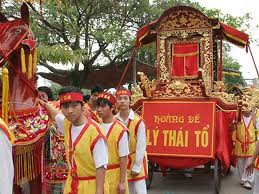 HOÀNG ĐẾ
LÝ THÁI TỔ